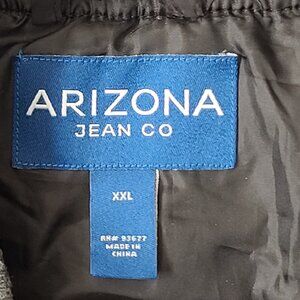 ARIZONA
JEAN CO
XXL
RN# 93677
MADE IN
CHINA